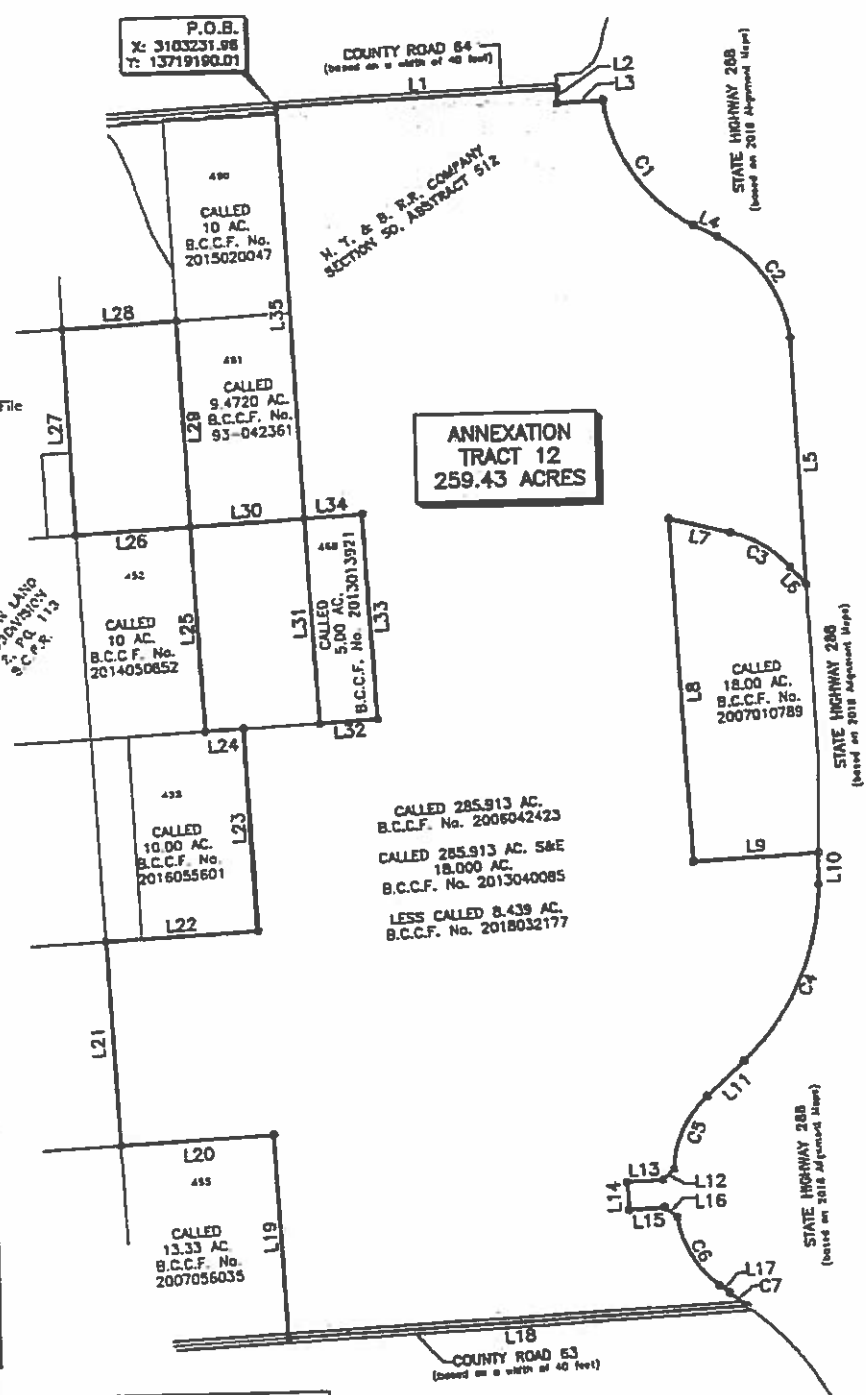 P.O.B.
X: 3103231.96
Y: 13719190.01
COUNTY ROAD 64
(based on a width of 40 feet)
L1
L2
L3
STATE HIGHWAY 288
(based on 2018 Alignment Maps)
C1
L4
C2
H. T. & B. R.R. COMPANY
SECTION 50, ABSTRACT 512
490
CALLED
10 AC.
B.C.C.F. No.
2015020047
L28
L35
491
CALLED
9.4720 AC.
B.C.C.F. No.
93-042361
File
L27
L29
ANNEXATION
TRACT 12
259.43 ACRES
L5
L30
L34
L7
C3
L6
L26
452
CALLED
10 AC.
B.C.C.F. No.
2014050852
L25
L31
468
CALLED
5.00 AC.
B.C.C.F. No. 2013013921
L33
LAND
SUBDIVISION
2, PG. 113
B.C.P.R.
L8
CALLED
18.00 AC.
B.C.C.F. No.
2007010789
STATE HIGHWAY 288
(based on 2018 Alignment Maps)
L24
L32
433
CALLED
10.00 AC.
B.C.C.F. No.
2016055601
L23
CALLED 285.913 AC.
B.C.C.F. No. 2006042423
CALLED 285.913 AC. S&E
18.000 AC.
B.C.C.F. No. 2013040085
LESS CALLED 8.439 AC.
B.C.C.F. No. 2018032177
L9
L10
L22
C4
L21
L11
C5
L20
455
CALLED
13.33 AC.
B.C.C.F. No.
2007056035
L19
L13
L12
L14
L16
L15
STATE HIGHWAY 288
(based on 2018 Alignment Maps)
C6
L17
C7
L18
COUNTY ROAD 63
(based on a width of 40 feet)